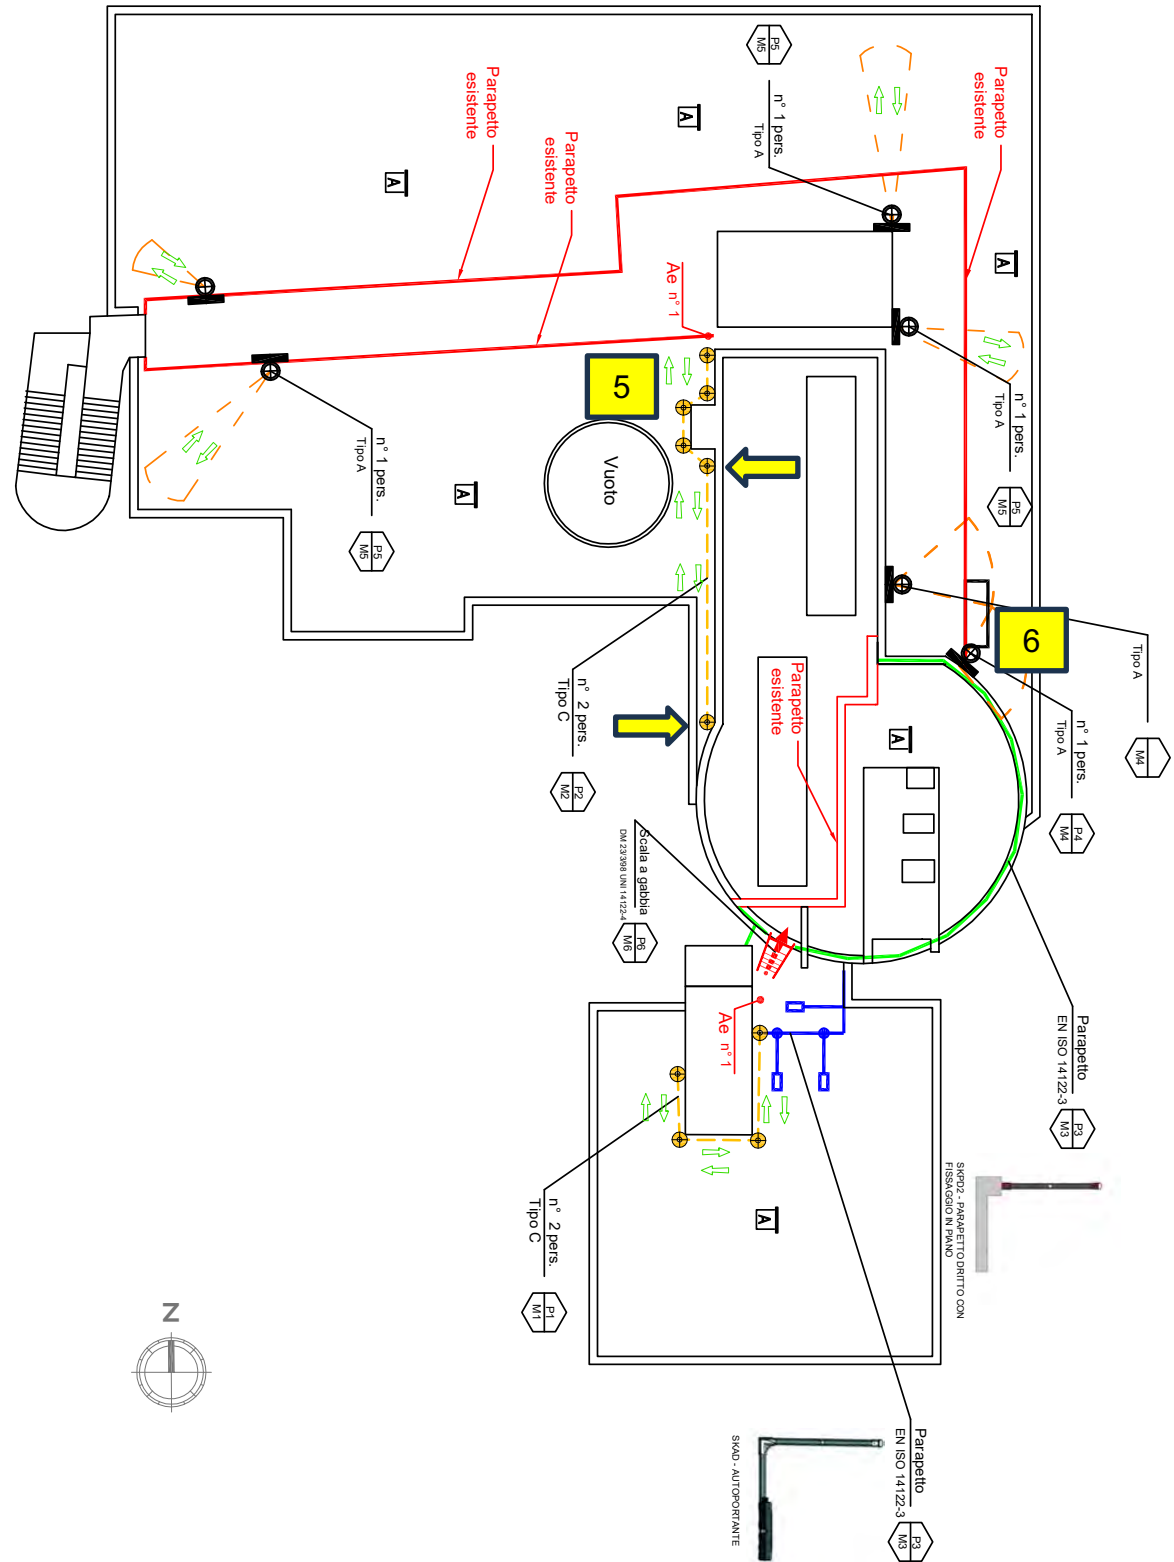 P5
M5
n° 1 pers.
Tipo A
Parapetto
esistente
Parapetto
esistente
Parapetto
esistente
A
A
A
Ae n°1
5
n° 1 pers.
Tipo A
P5
M5
n° 1 pers.
Tipo A
P5
M5
Vuoto
A
6
Tipo A
M4
n° 1 pers.
Tipo A
P4
M4
n° 2 pers.
Tipo C
P2
M2
Parapetto
esistente
A
Scala a gabbia
DM 23/3/98 UNI 14122-4
P6
M6
Ae n°1
Parapetto
EN ISO 14122-3
P3
M3
SKPD2 - PARAPETTO DRITTO CON
FISSAGGIO IN PIANO
n° 2 pers.
Tipo C
P1
M1
A
Z
Parapetto
EN ISO 14122-3
P3
M3
SKAD - AUTOPORTANTE